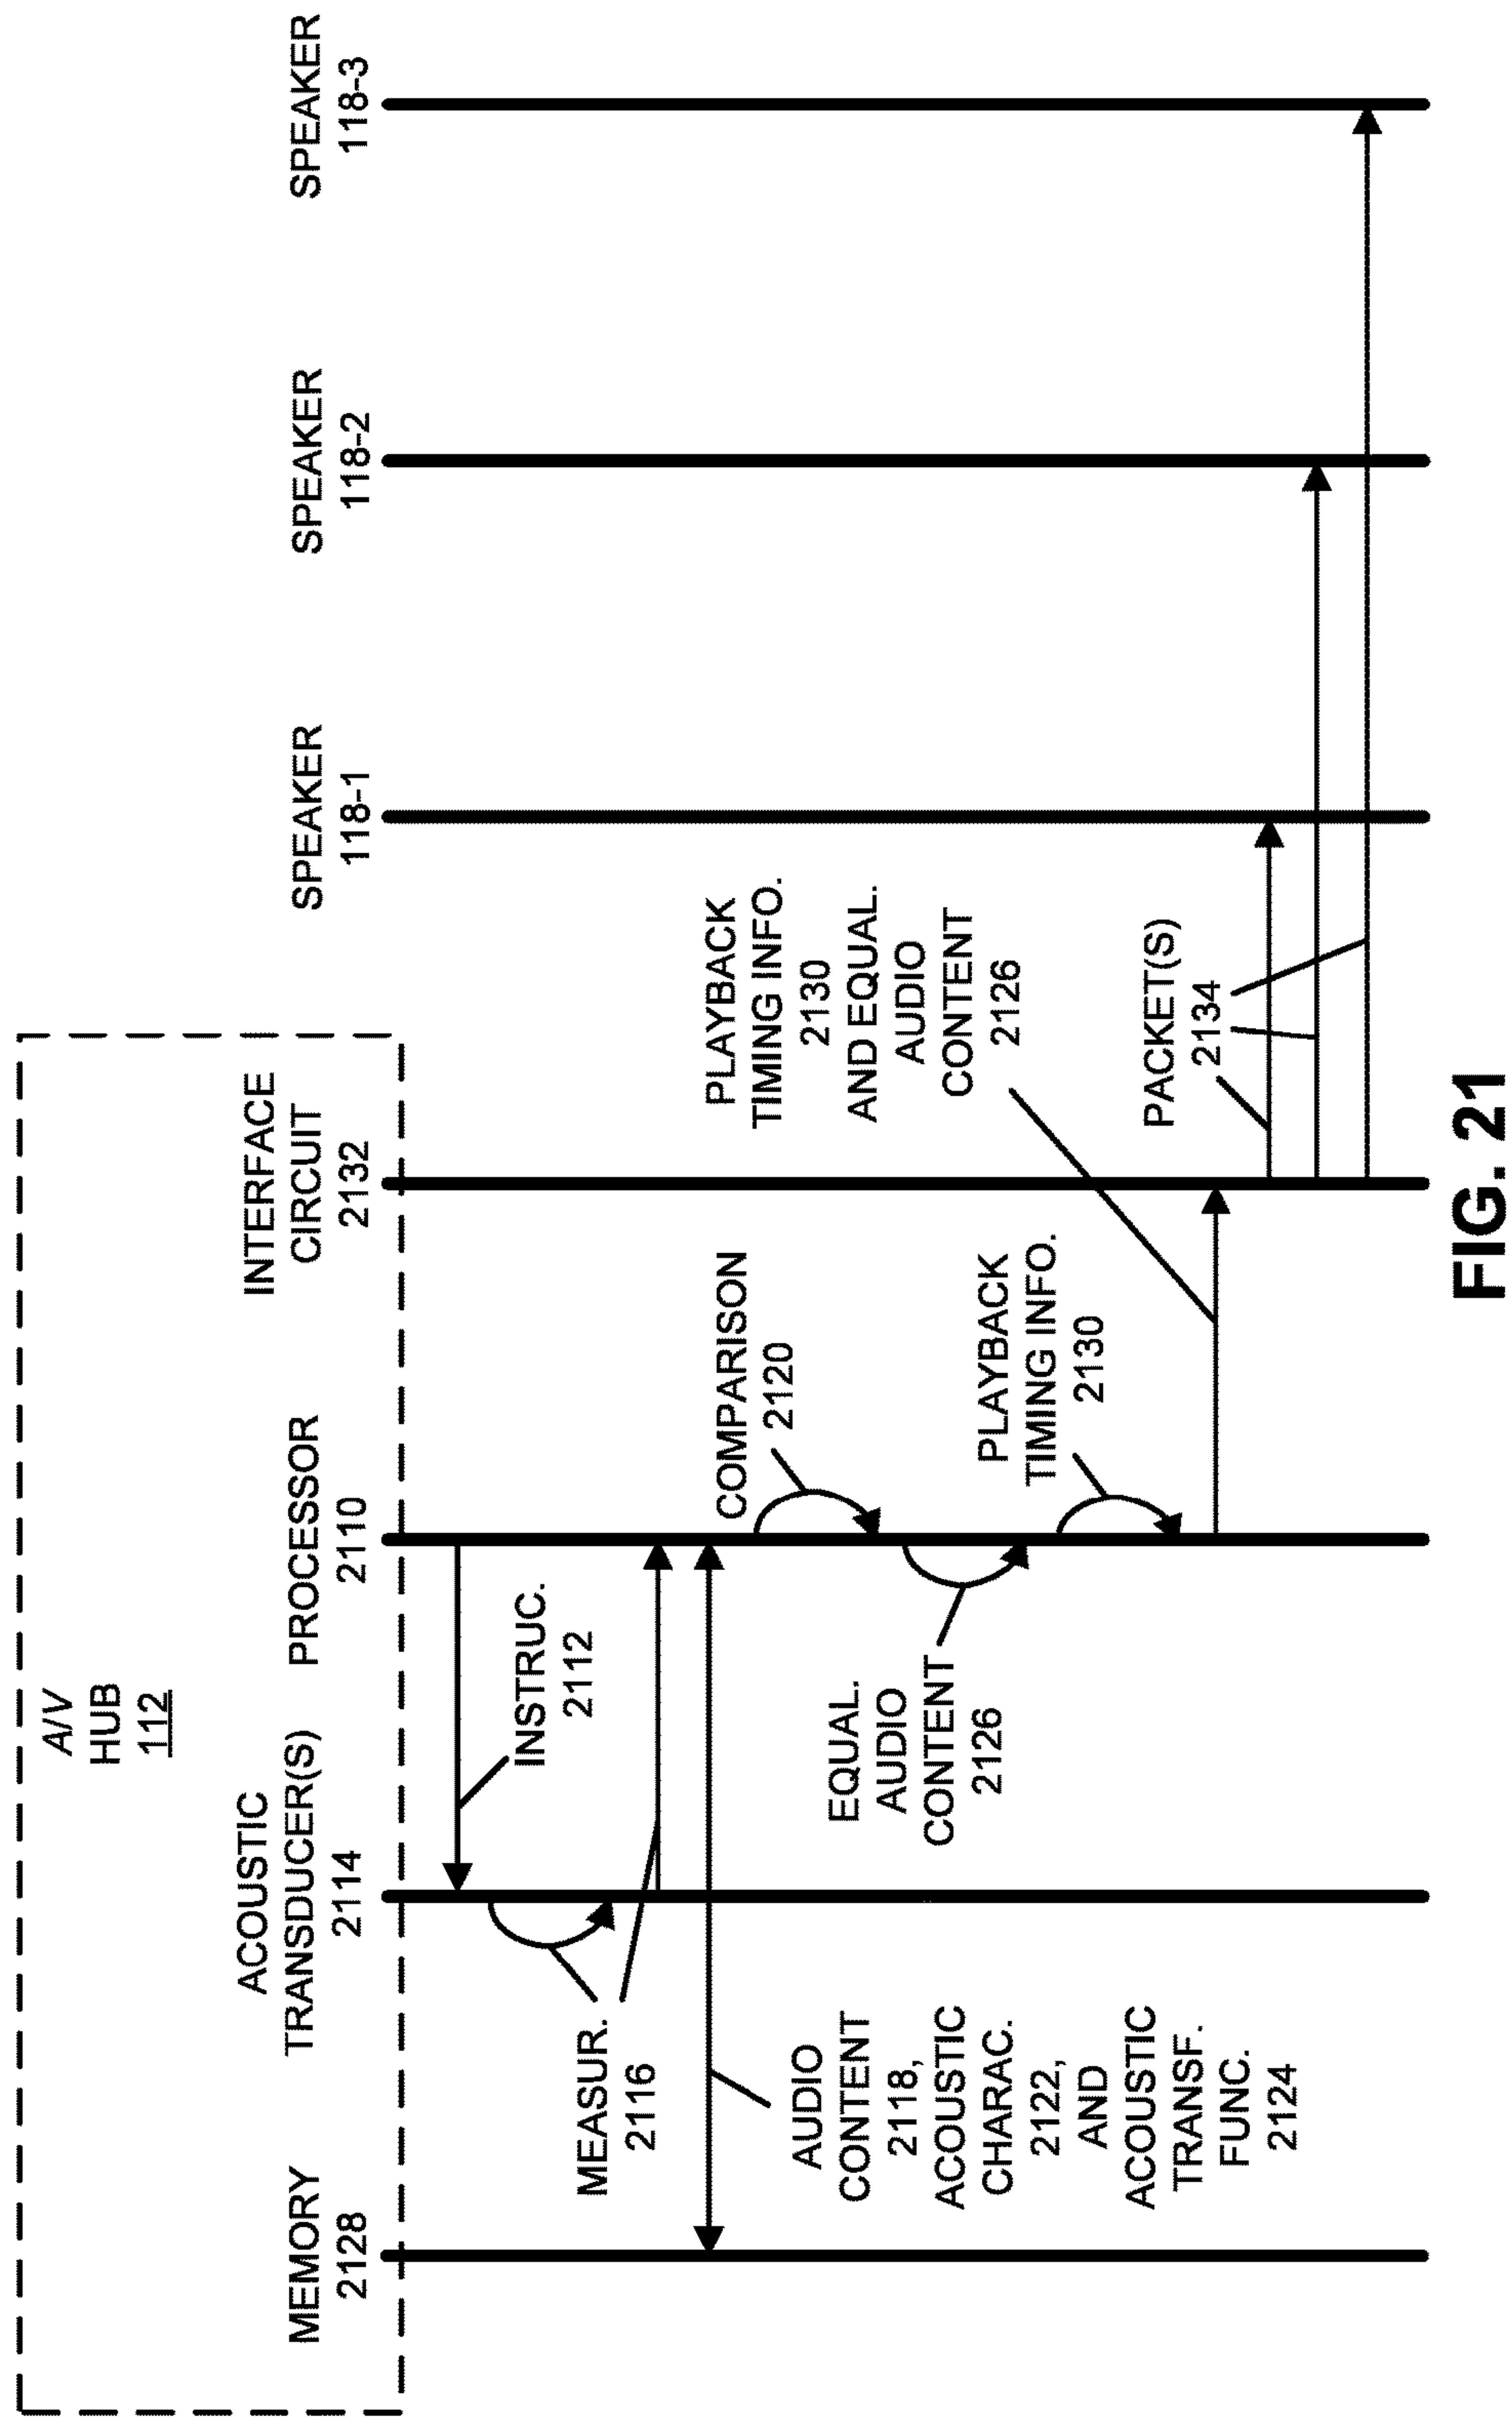 A/V
HUB
112
MEMORY
2128
ACOUSTIC
TRANSDUCER(S)
2114
PROCESSOR
2110
INTERFACE
CIRCUIT
2132
SPEAKER
118-1
SPEAKER
118-2
SPEAKER
118-3
INSTRUC.
2112
MEASUR.
2116
AUDIO
CONTENT
2118,
ACOUSTIC
CHARAC.
2122,
AND
ACOUSTIC
TRANSF.
FUNC.
2124
COMPARISON
2120
EQUAL.
AUDIO
CONTENT
2126
PLAYBACK
TIMING INFO.
2130
PLAYBACK
TIMING INFO.
2130
AND EQUAL.
AUDIO
CONTENT
2126
PACKET(S)
2134
FIG. 21